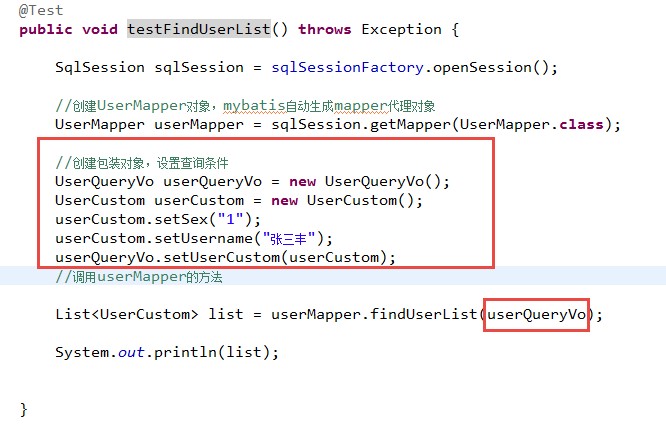 @Test
public void testFindUserList() throws Exception {
SqlSession sqlSession = sqlSessionFactory.openSession();
//创建UserMapper对象，mybatis自动生成mapper代理对象
UserMapper userMapper = sqlSession.getMapper(UserMapper.class);
//创建包装对象，设置查询条件
UserQueryVo userQueryVo = new UserQueryVo();
UserCustom userCustom = new UserCustom();
userCustom.setSex("1");
userCustom.setUsername("张三丰");
userQueryVo.setUserCustom(userCustom);
//调用userMapper的方法
List<UserCustom> list = userMapper.findUserList(userQueryVo);
System.out.println(list);
}